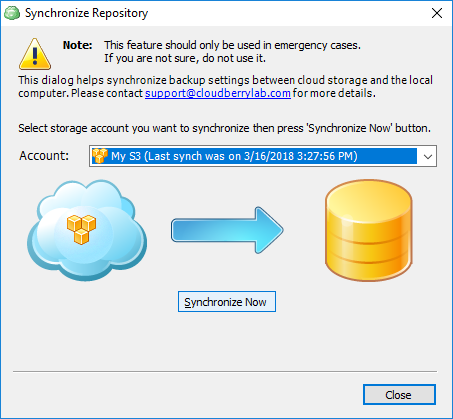 Synchronize Repository
Note: This feature should only be used in emergency cases.
If you are not sure, do not use it.
This dialog helps synchronize backup settings between cloud storage and the local
computer. Please contact support@cloudberrylab.com for more details.
Select storage account you want to synchronize then press 'Synchronize Now' button.
Account: My S3 (Last synch was on 3/16/2018 3:27:56 PM)
Synchronize Now
Close